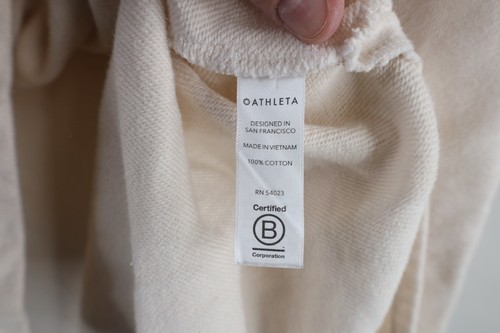 ATHLETA
DESIGNED IN
SAN FRANCISCO
MADE IN VIETNAM
100% COTTON
RN 54023
Certified
B
Corporation